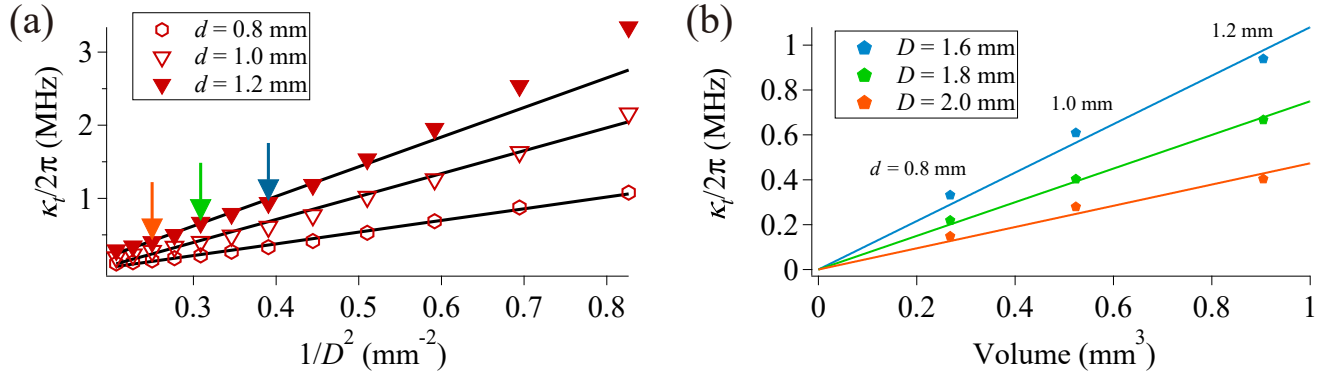 (a)
d = 0.8 mm
d = 1.0 mm
d = 1.2 mm
κt/2π (MHz)
3
2
1
0.3 0.4 0.5 0.6 0.7 0.8
1/D² (mm⁻²)
(b)
D = 1.6 mm
D = 1.8 mm
D = 2.0 mm
1.2 mm
1.0 mm
d = 0.8 mm
κt/2π (MHz)
1
0.8
0.6
0.4
0.2
0
0 0.2 0.4 0.6 0.8 1
Volume (mm³)